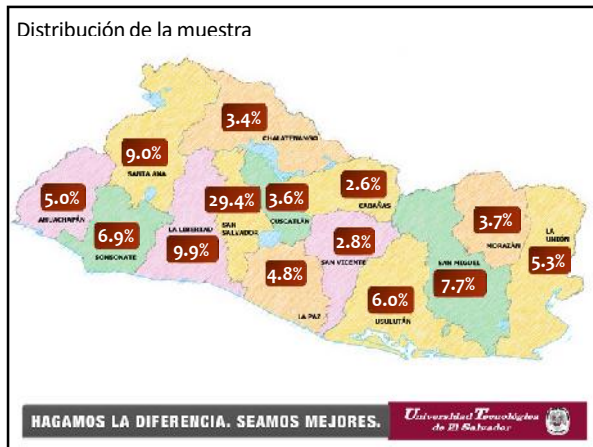 Distribución de la muestra
3.4%
CHALATENANGO
9.0%
SANTA ANA
5.0%
AHUACHAPÁN
29.4%
SAN
SALVADOR
3.6%
CUSCATLÁN
2.6%
CABAÑAS
LA LIBERTAD
9.9%
6.9%
SONSONATE
2.8%
SAN VICENTE
3.7%
MORAZÁN
LA
UNIÓN
5.3%
4.8%
LA PAZ
SAN MIGUEL
7.7%
6.0%
USULUTÁN
HAGAMOS LA DIFERENCIA. SEAMOS MEJORES.
Universidad Tecnológica
de El Salvador